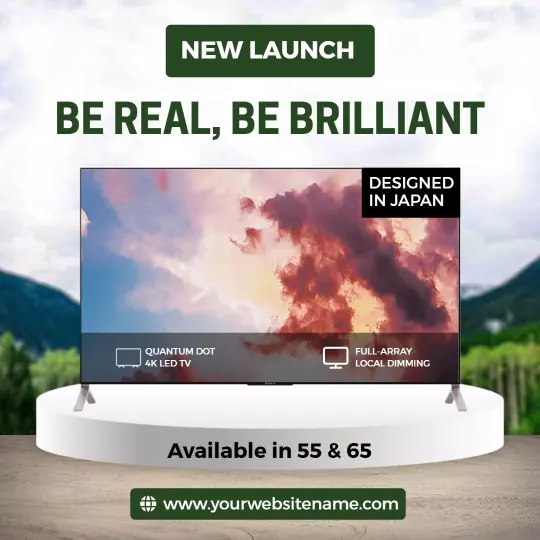 NEW LAUNCH
BE REAL, BE BRILLIANT
DESIGNED
IN JAPAN
QUANTUM DOT
4K LED TV
FULL-ARRAY
LOCAL DIMMING
Available in 55 & 65
www.yourwebsitename.com